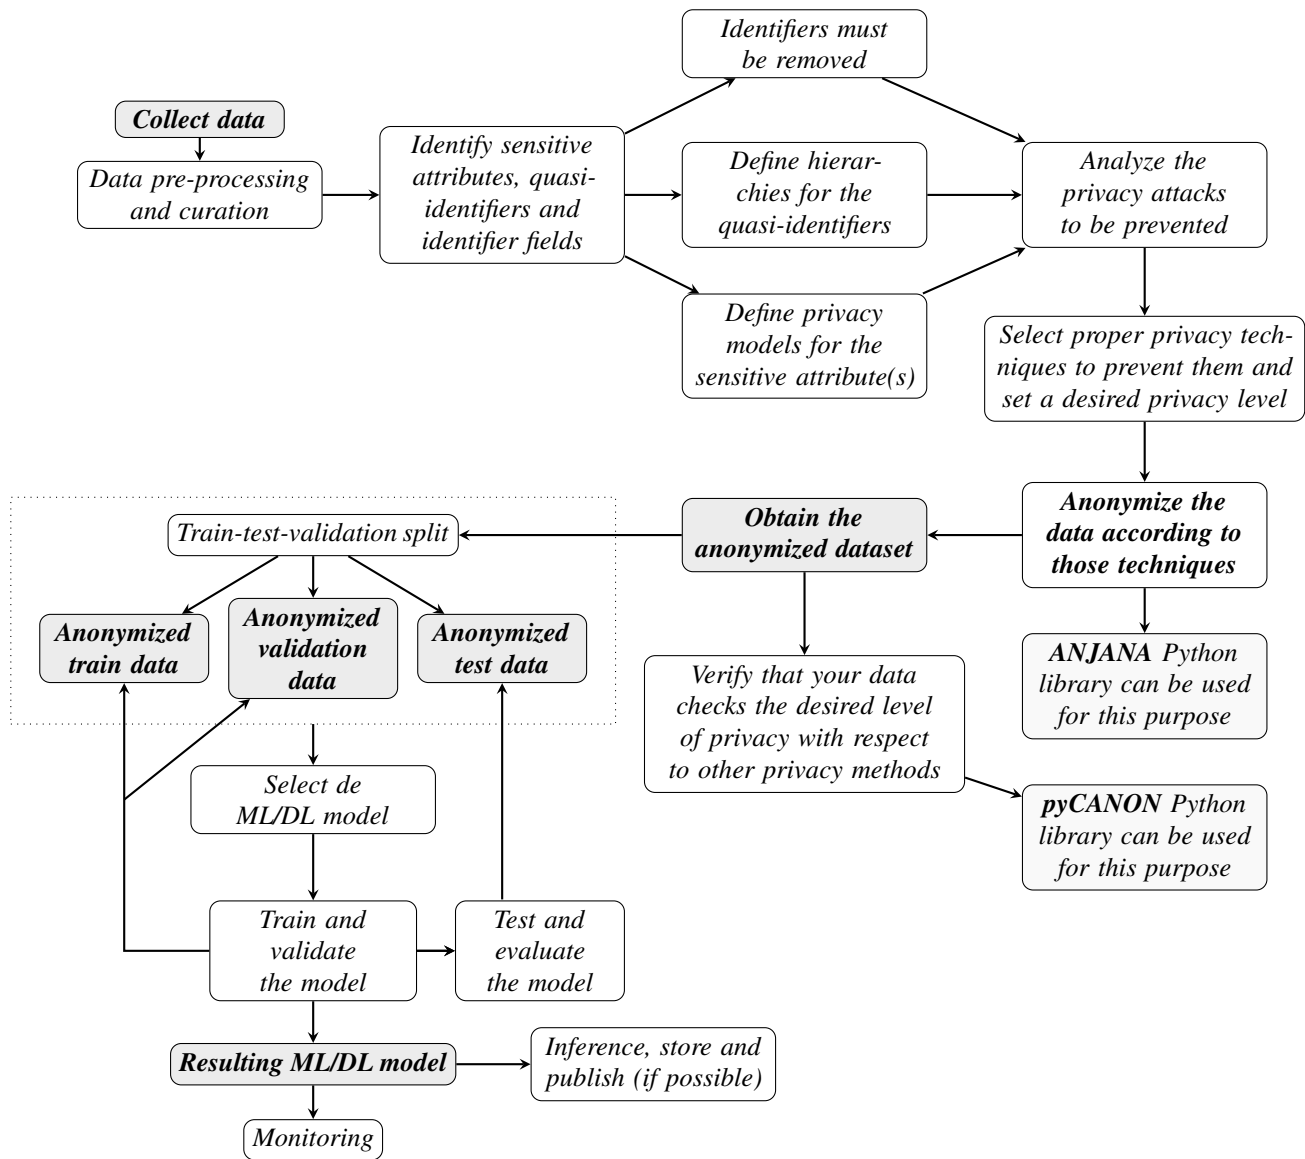 Identifiers must
be removed
Collect data
Data pre-processing
and curation
Identify sensitive
attributes, quasi-
identifiers and
identifier fields
Define hierar-
chies for the
quasi-identifiers
Analyze the
privacy attacks
to be prevented
Define privacy
models for the
sensitive attribute(s)
Select proper privacy tech-
niques to prevent them and
set a desired privacy level
Anonymize the
data according to
those techniques
Obtain the
anonymized dataset
Train-test-validation split
Anonymized
train data
Anonymized
validation
data
Anonymized
test data
ANJANA Python
library can be used
for this purpose
Verify that your data
checks the desired level
of privacy with respect
to other privacy methods
pyCANON Python
library can be used
for this purpose
Select de
ML/DL model
Train and
validate
the model
Test and
evaluate
the model
Resulting ML/DL model
Inference, store and
publish (if possible)
Monitoring